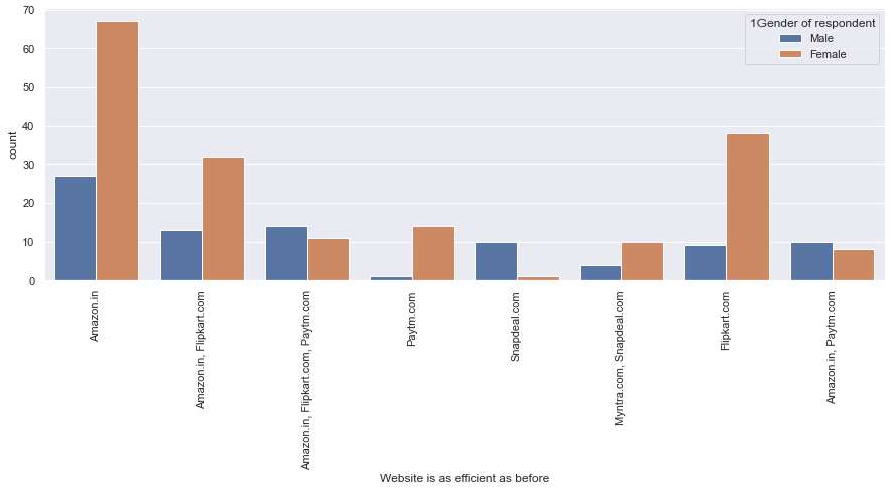 70
60
50
40
30
20
10
0
count
1Gender of respondent
Male
Female
Amazon.in
Amazon.in, Flipkart.com
Amazon.in, Flipkart.com, Paytm.com
Paytm.com
Snapdeal.com
Myntra.com, Snapdeal.com
Flipkart.com
Amazon.in, Paytm.com
Website is as efficient as before